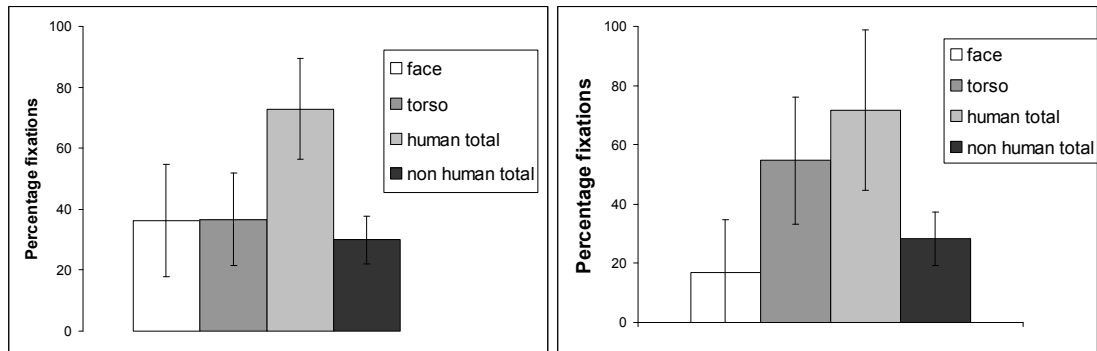 100
80
60
40
20
0
Percentage fixations
face
torso
human total
non human total
100
80
60
40
20
0
Percentage fixations
face
torso
human total
non human total